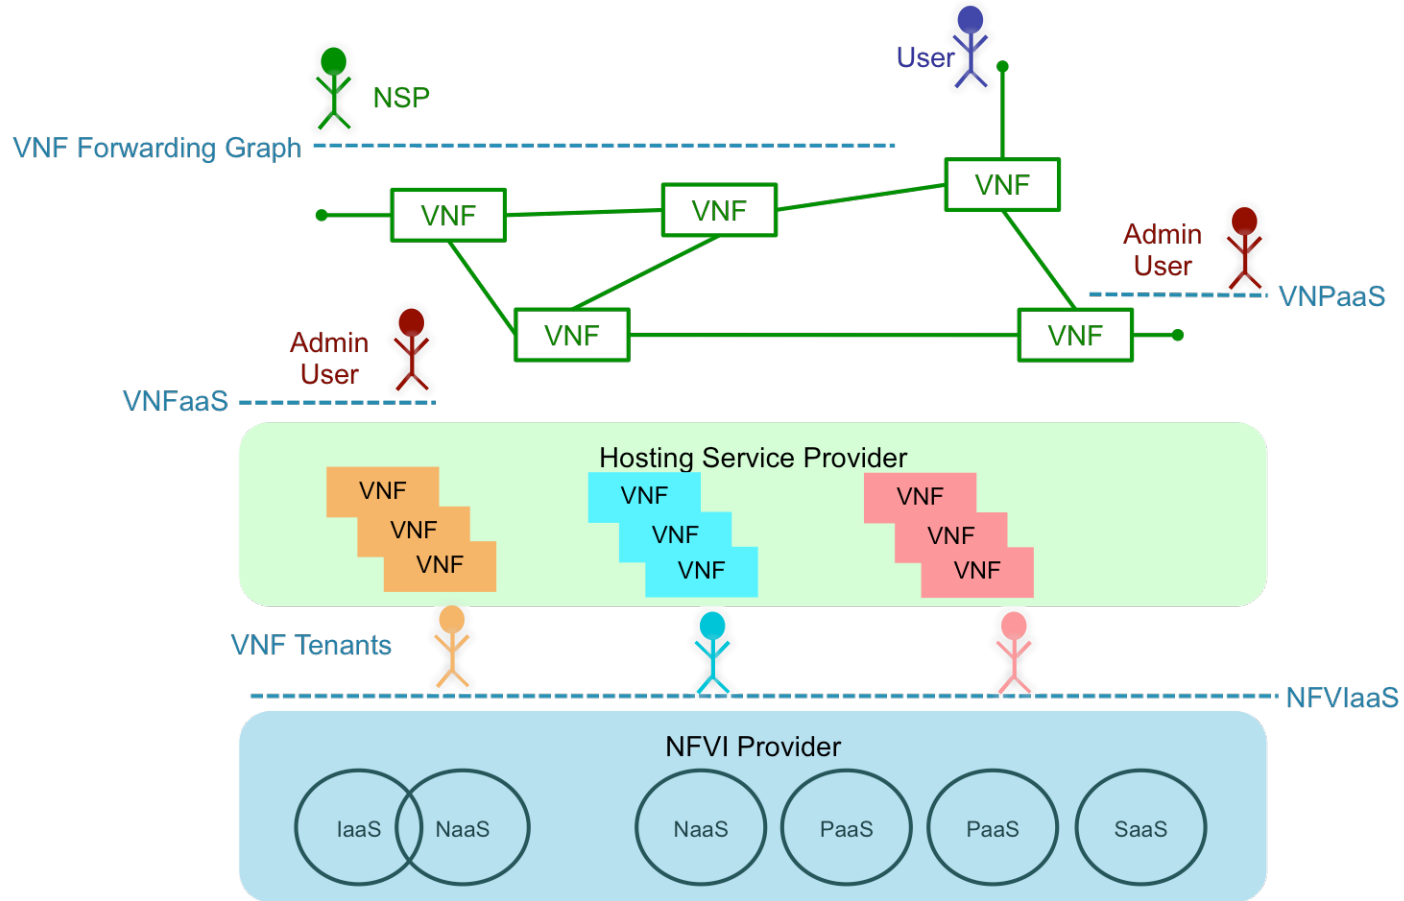 User
NSP
VNF Forwarding Graph
VNF
VNF
VNF
Admin
User
VNPaaS
VNF
VNF
Admin
User
VNFaaS
Hosting Service Provider
VNF
VNF
VNF
VNF
VNF
VNF
VNF
VNF
VNF
VNF Tenants
NFVIaaS
NFVI Provider
IaaS
NaaS
NaaS
PaaS
PaaS
SaaS